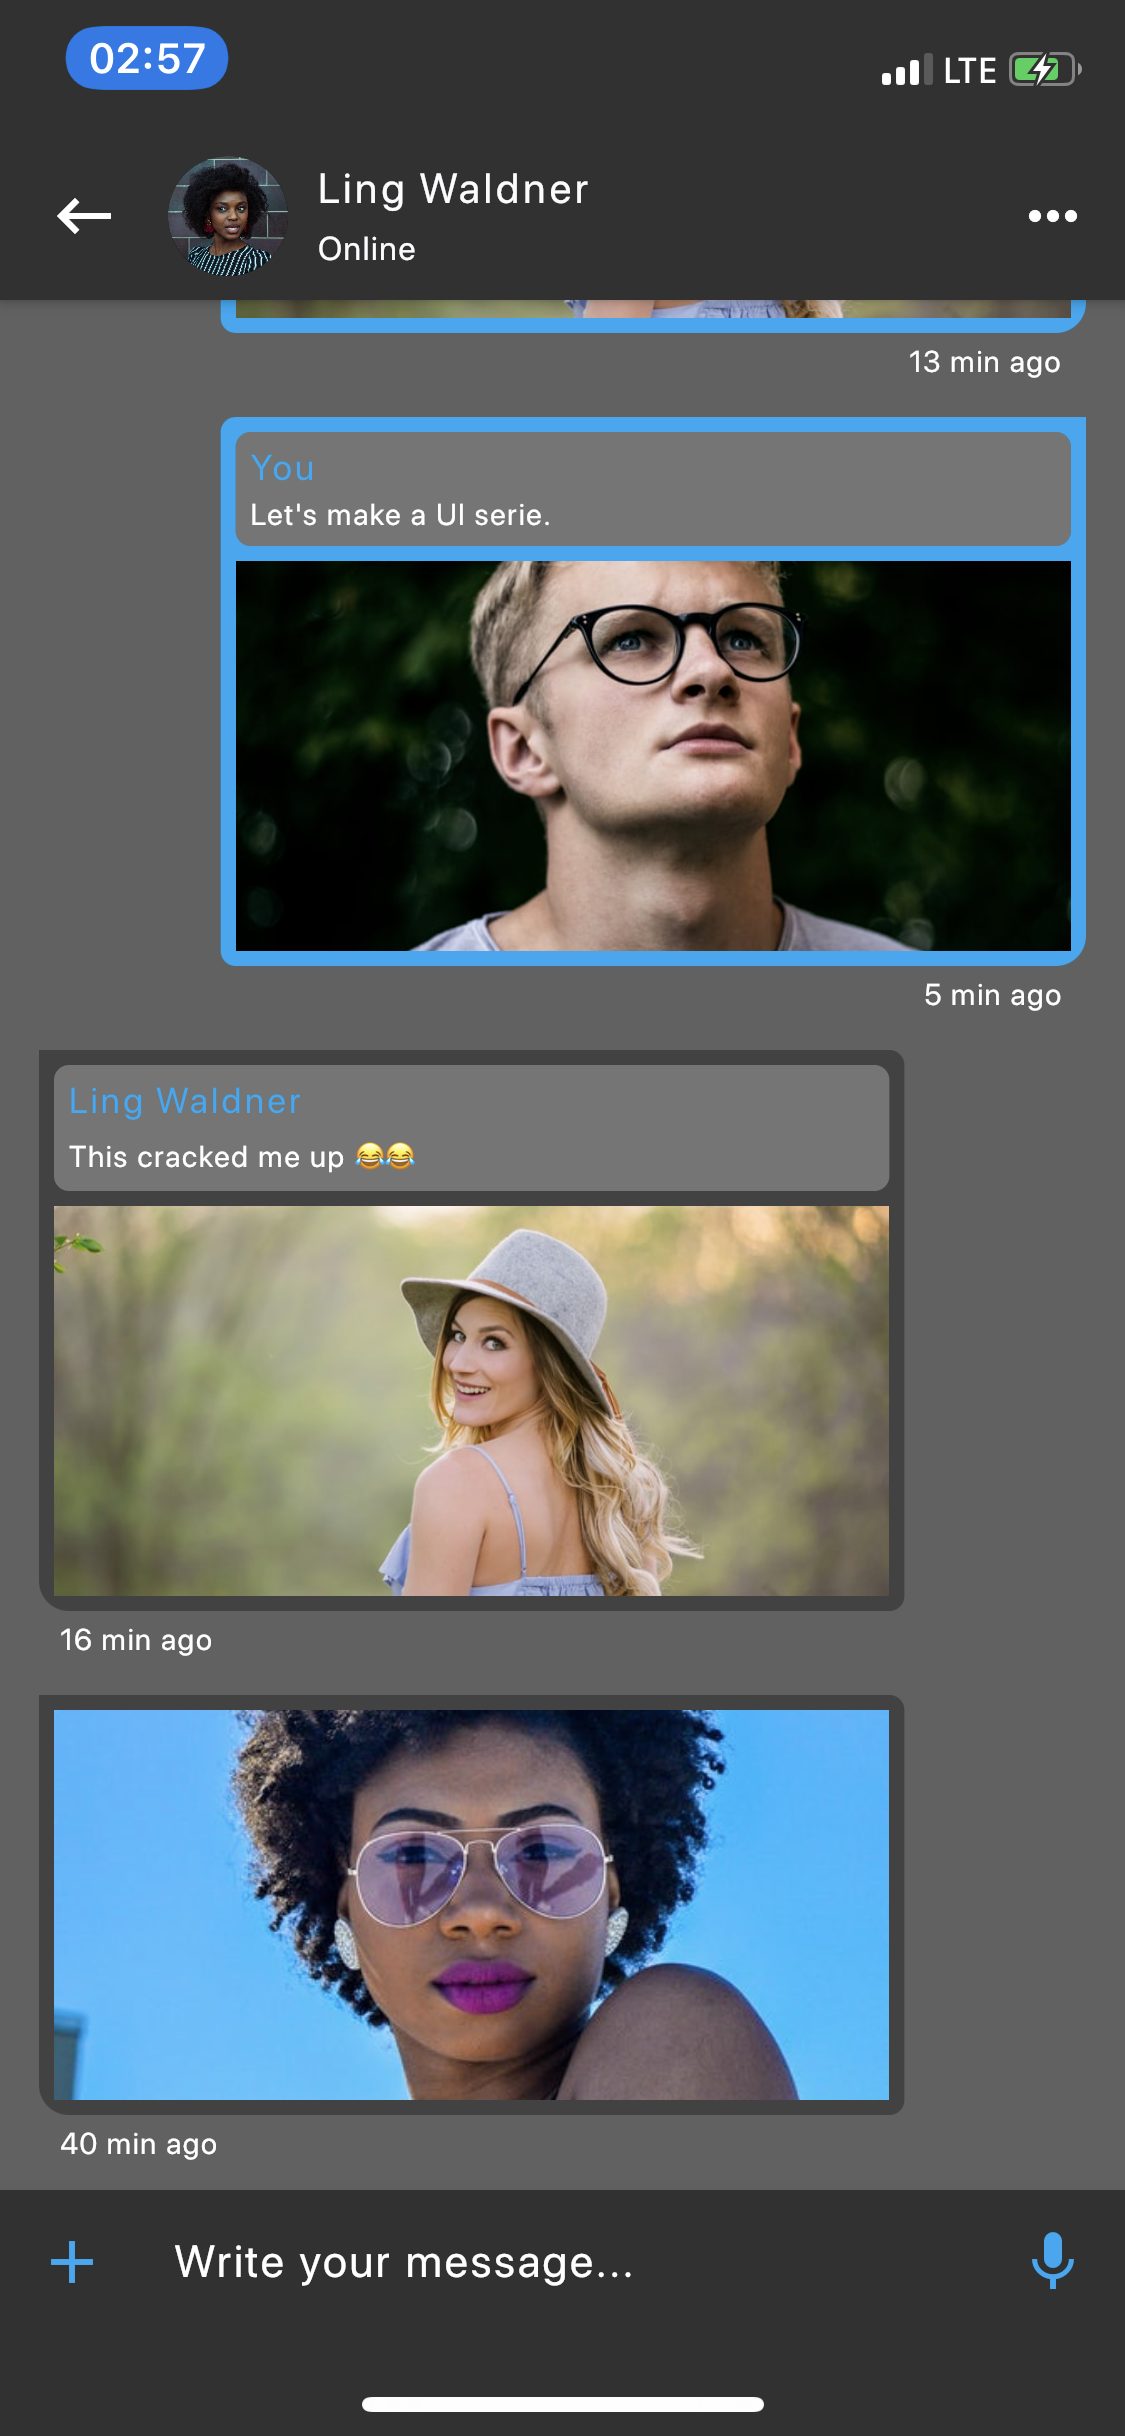 02:57
LTE
Ling Waldner
Online
13 min ago
You
Let's make a UI serie.
5 min ago
Ling Waldner
This cracked me up 😂😂
16 min ago
40 min ago
Write your message...